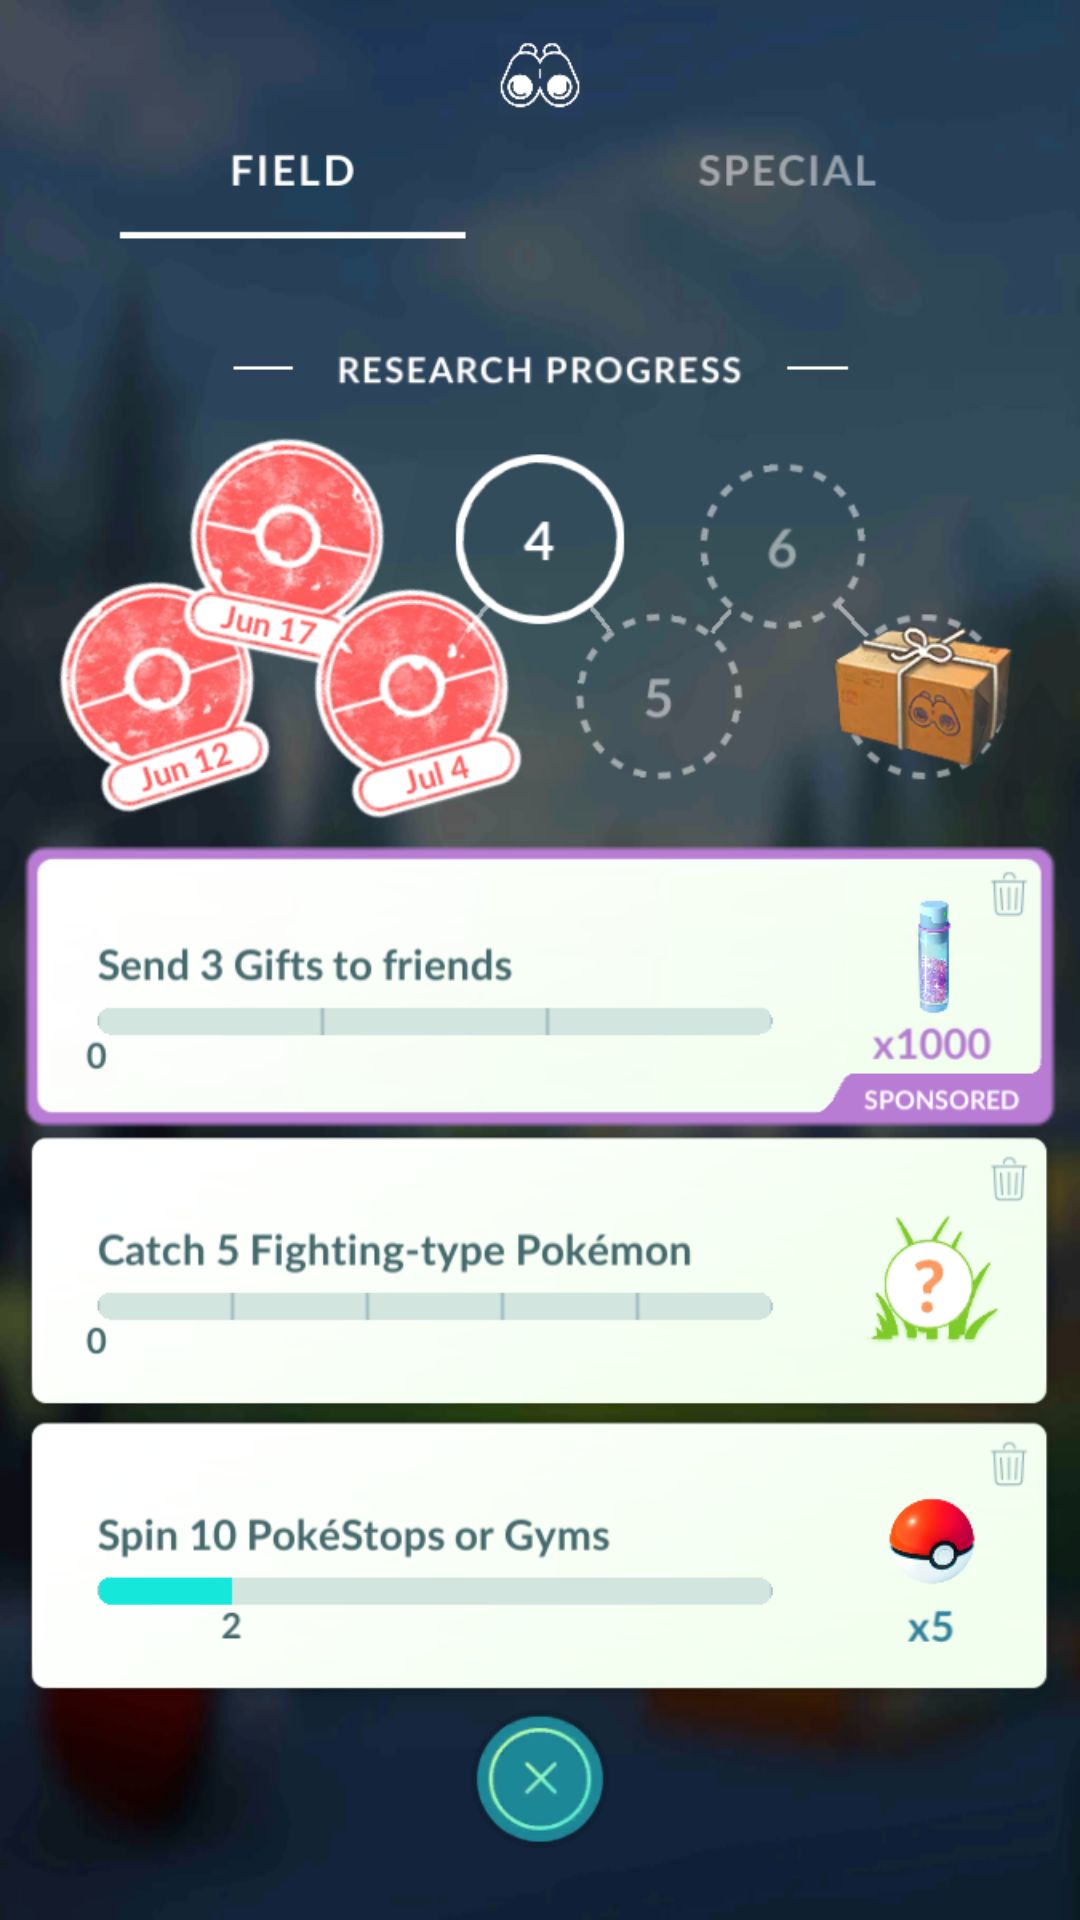 FIELD
SPECIAL
RESEARCH PROGRESS
4
6
Jun 17
5
Jun 12
Jul 4
Send 3 Gifts to friends
0
x1000
SPONSORED
Catch 5 Fighting-type Pokémon
?
0
Spin 10 PokéStops or Gyms
2
x5